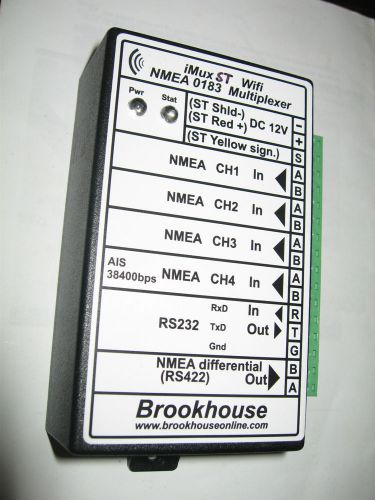 iMux ST Wifi
NMEA 0183 Multiplexer
Pwr Stat
(ST Shld-)
(ST Red +) DC 12V
(ST Yellow sign.)
- 
+
S
NMEA CH1 In A
B
NMEA CH2 In A
B
NMEA CH3 In A
B
AIS
38400bps NMEA CH4 In A
B
RxD In R
RS232 TxD Out T
Gnd G
NMEA differential B
(RS422) Out A
Brookhouse
www.brookhouseonline.com